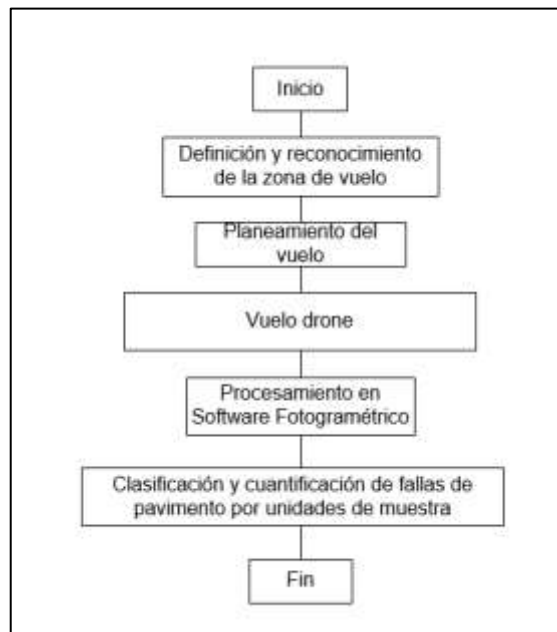 Inicio
Definición y reconocimiento
de la zona de vuelo
Planeamiento del
vuelo
Vuelo drone
Procesamiento en
Software Fotogramétrico
Clasificación y cuantificación de fallas de
pavimento por unidades de muestra
Fin